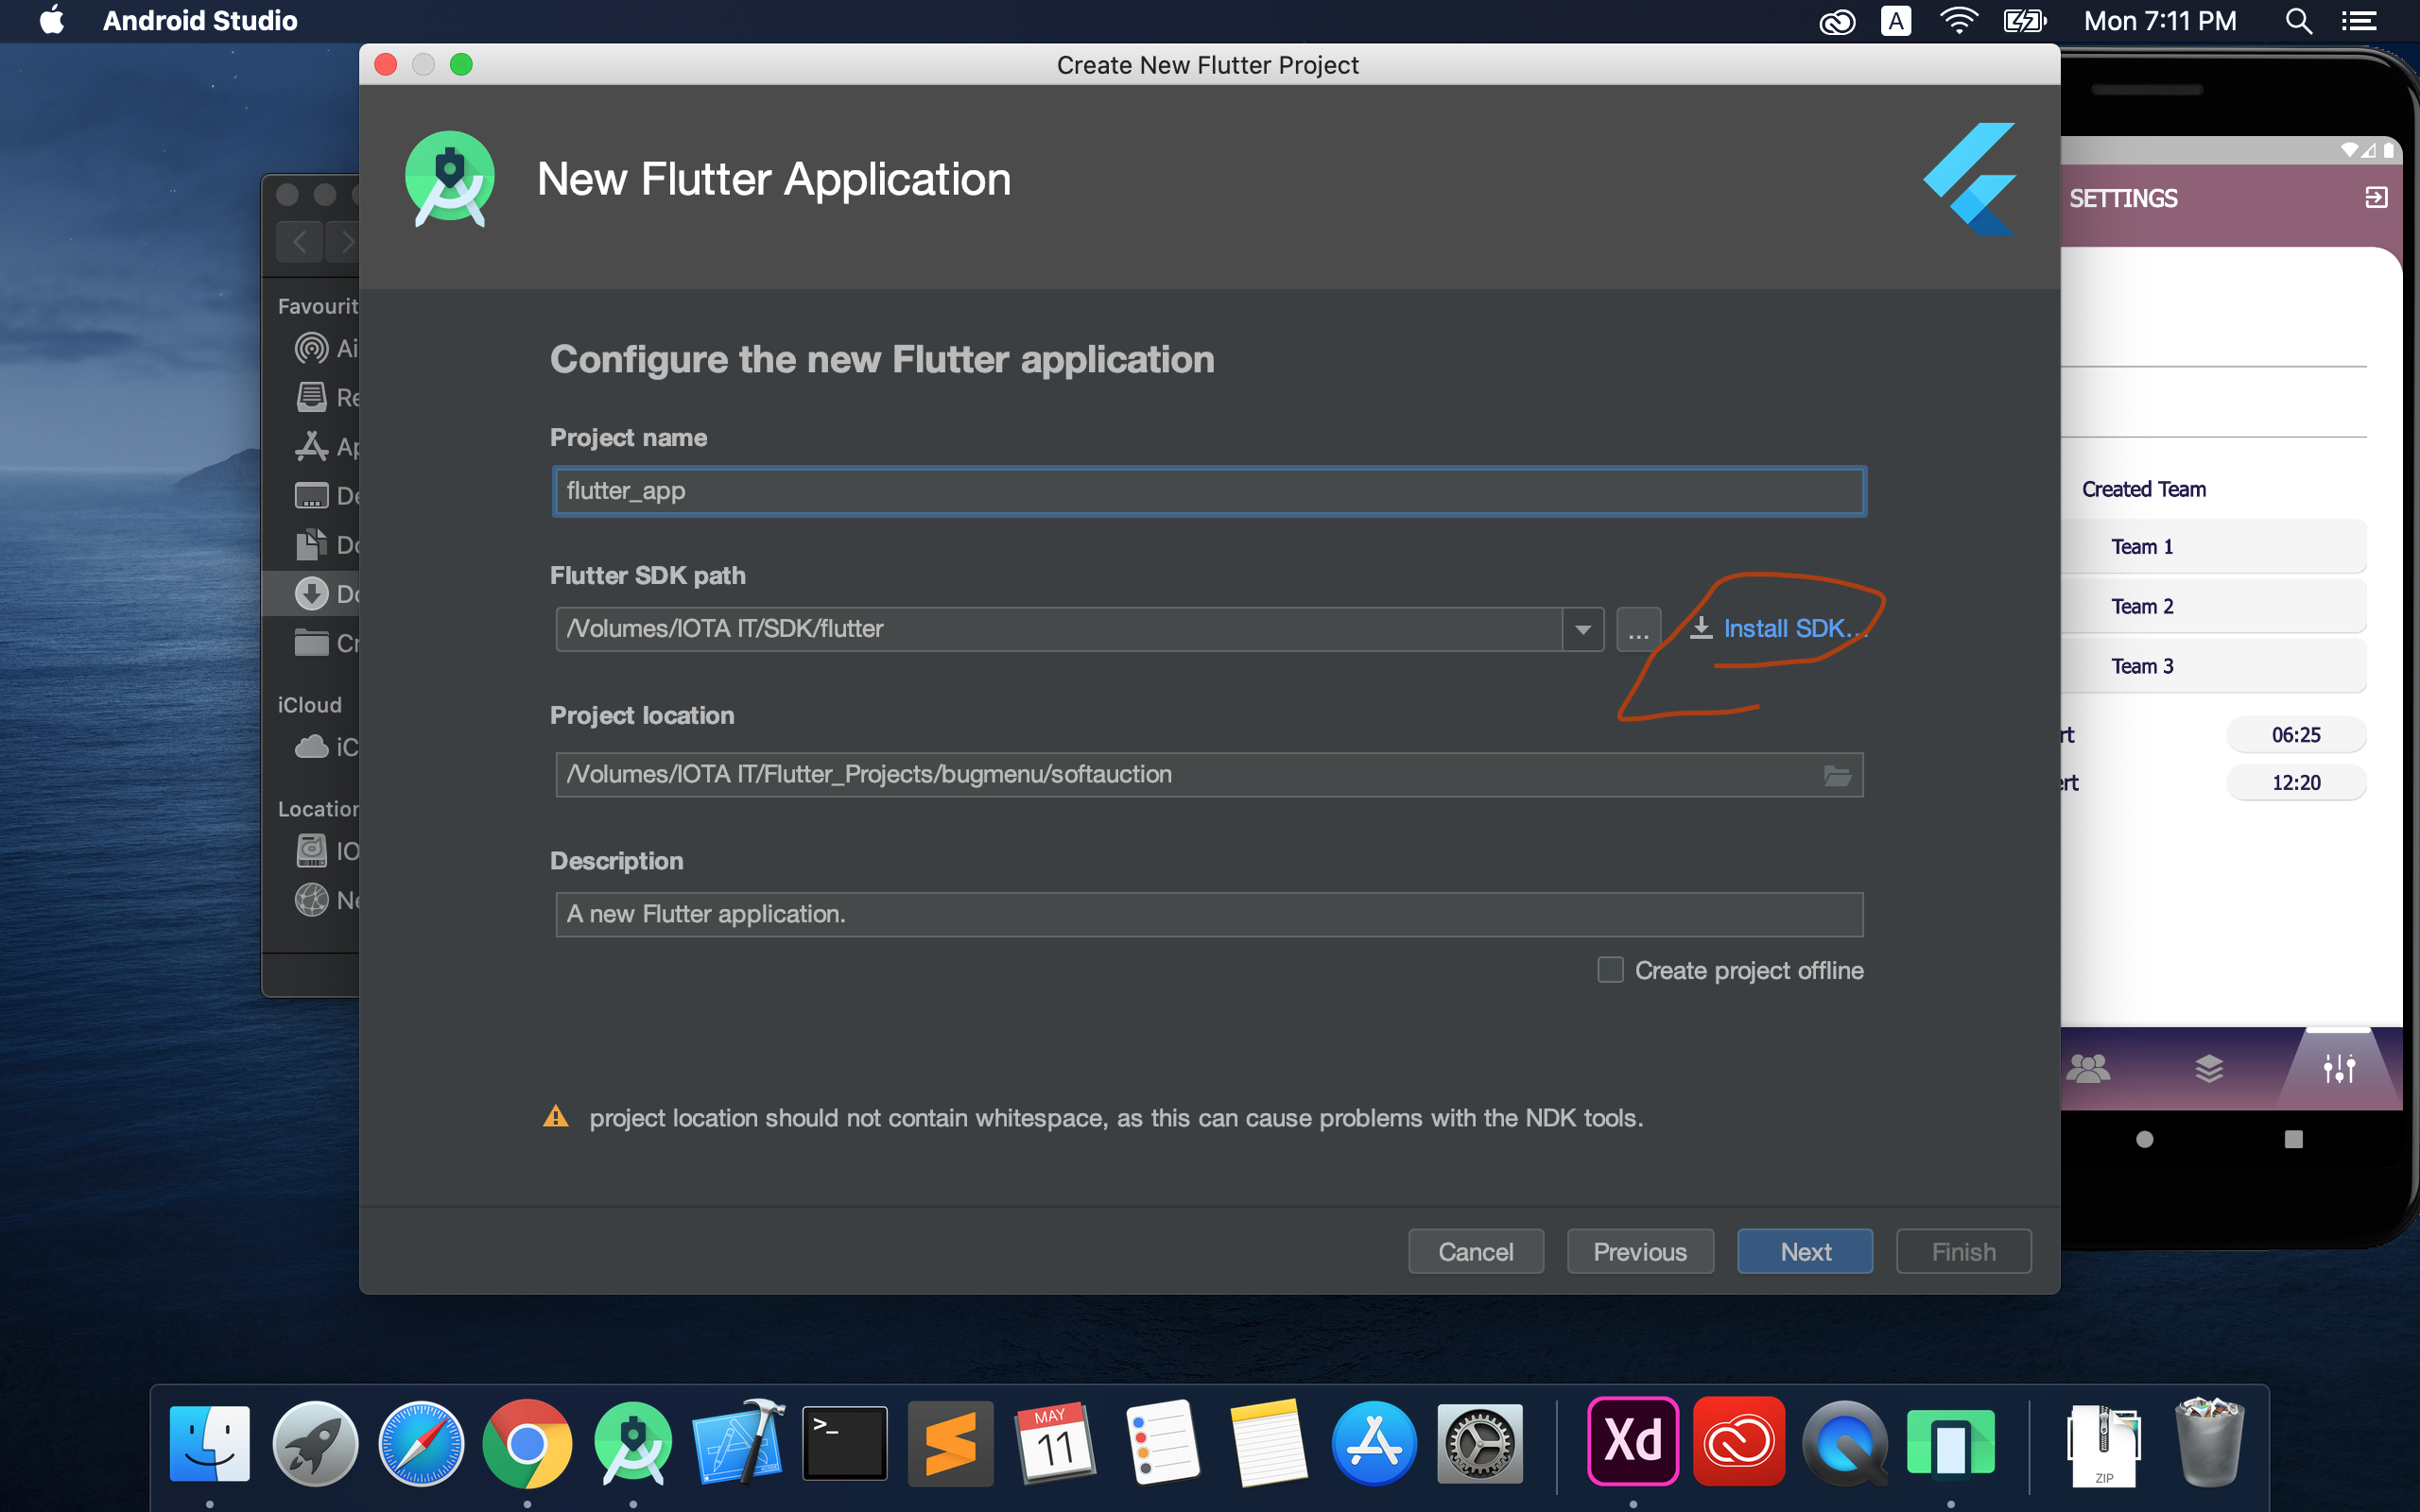 Android Studio
A
Mon 7:11 PM
Create New Flutter Project
New Flutter Application
Configure the new Flutter application
Project name
flutter_app
Flutter SDK path
/Volumes/IOTA IT/SDK/flutter
...
Install SDK...
Project location
/Volumes/IOTA IT/Flutter_Projects/bugmenu/softauction
Description
A new Flutter application.
Create project offline
project location should not contain whitespace, as this can cause problems with the NDK tools.
Cancel
Previous
Next
Finish
Favourit
Ai
Re
Ap
De
Do
Do
Cr
iCloud
iC
Location
IO
Ne
SETTINGS
Created Team
Team 1
Team 2
Team 3
rt
06:25
ert
12:20
>_
MAY
11
Xd
ZIP